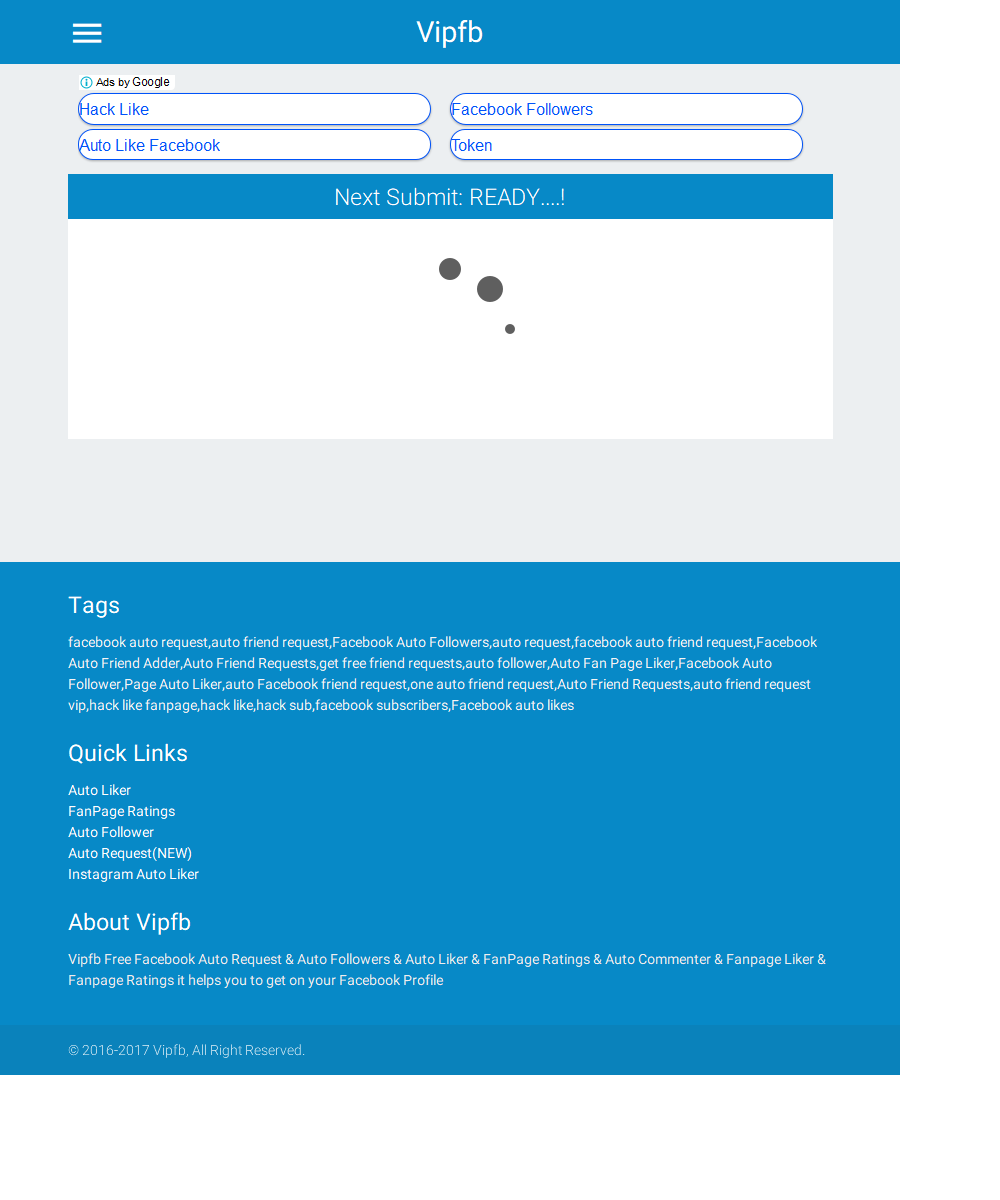 Vipfb
Ads by Google
Hack Like
Facebook Followers
Auto Like Facebook
Token
Next Submit: READY....!
Tags
facebook auto request,auto friend request,Facebook Auto Followers,auto request,facebook auto friend request,Facebook
Auto Friend Adder,Auto Friend Requests,get free friend requests,auto follower,Auto Fan Page Liker,Facebook Auto
Follower,Page Auto Liker,auto Facebook friend request,one auto friend request,Auto Friend Requests,auto friend request
vip,hack like fanpage,hack like,hack sub,facebook subscribers,Facebook auto likes
Quick Links
Auto Liker
FanPage Ratings
Auto Follower
Auto Request(NEW)
Instagram Auto Liker
About Vipfb
Vipfb Free Facebook Auto Request & Auto Followers & Auto Liker & FanPage Ratings & Auto Commenter & Fanpage Liker &
Fanpage Ratings it helps you to get on your Facebook Profile
© 2016-2017 Vipfb, All Right Reserved.